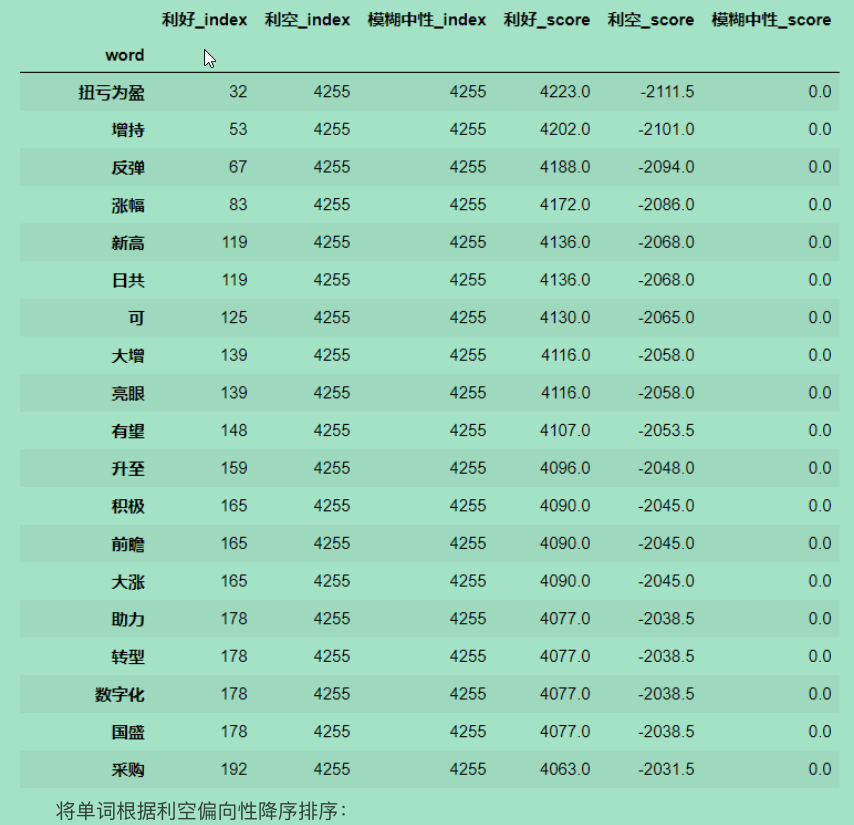 利好_index 利空_index 模糊中性_index 利好_score 利空_score 模糊中性_score
word
扭亏为盈 32 4255 4255 4223.0 -2111.5 0.0
增持 53 4255 4255 4202.0 -2101.0 0.0
反弹 67 4255 4255 4188.0 -2094.0 0.0
涨幅 83 4255 4255 4172.0 -2086.0 0.0
新高 119 4255 4255 4136.0 -2068.0 0.0
日共 119 4255 4255 4136.0 -2068.0 0.0
可 125 4255 4255 4130.0 -2065.0 0.0
大增 139 4255 4255 4116.0 -2058.0 0.0
亮眼 139 4255 4255 4116.0 -2058.0 0.0
有望 148 4255 4255 4107.0 -2053.5 0.0
升至 159 4255 4255 4096.0 -2048.0 0.0
积极 165 4255 4255 4090.0 -2045.0 0.0
前瞻 165 4255 4255 4090.0 -2045.0 0.0
大涨 165 4255 4255 4090.0 -2045.0 0.0
助力 178 4255 4255 4077.0 -2038.5 0.0
转型 178 4255 4255 4077.0 -2038.5 0.0
数字化 178 4255 4255 4077.0 -2038.5 0.0
国盛 178 4255 4255 4077.0 -2038.5 0.0
采购 192 4255 4255 4063.0 -2031.5 0.0
将单词根据利空偏向性降序排序：